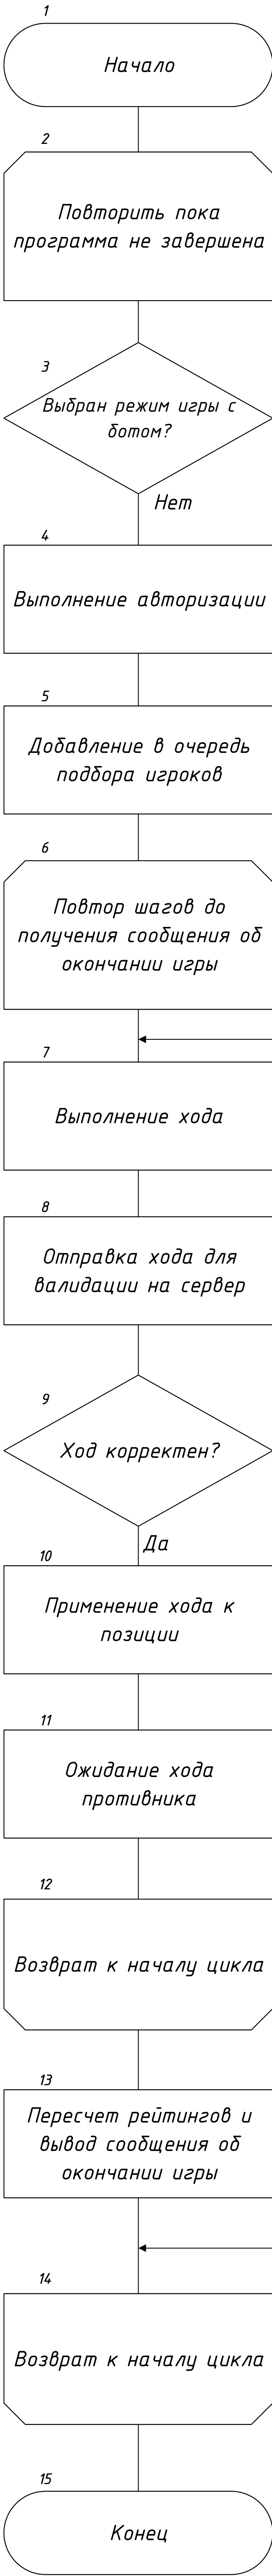 1
Начало
2
Повторить пока
программа не завершена
3
Выбран режим игры с
ботом?
Нет
4
Выполнение авторизации
5
Добавление в очередь
подбора игроков
6
Повтор шагов до
получения сообщения об
окончании игры
7
Выполнение хода
8
Отправка хода для
валидации на сервер
9
Ход корректен?
Да
10
Применение хода к
позиции
11
Ожидание хода
противника
12
Возврат к началу цикла
13
Пересчет рейтингов и
вывод сообщения об
окончании игры
14
Возврат к началу цикла
15
Конец